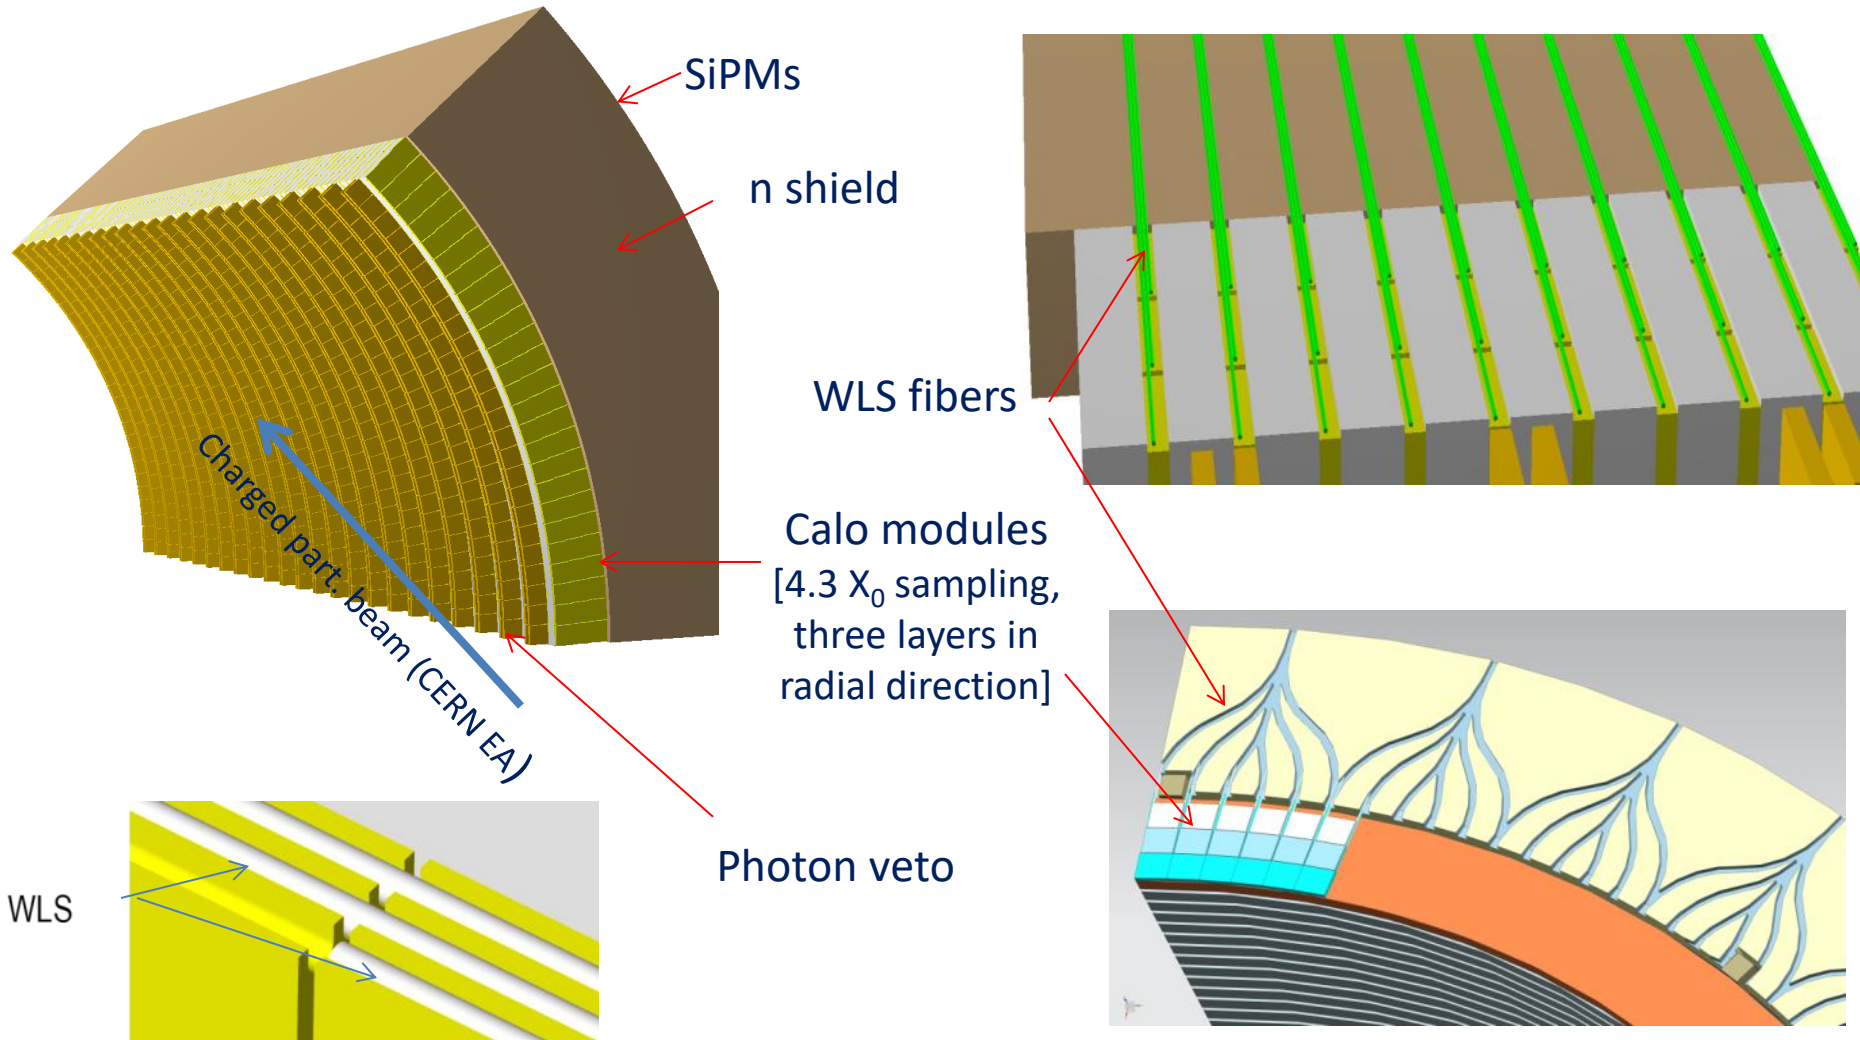 SiPMs
n shield
WLS fibers
Charged part. beam (CERN EA)
Calo modules
[4.3 X₀ sampling,
three layers in
radial direction]
Photon veto
WLS